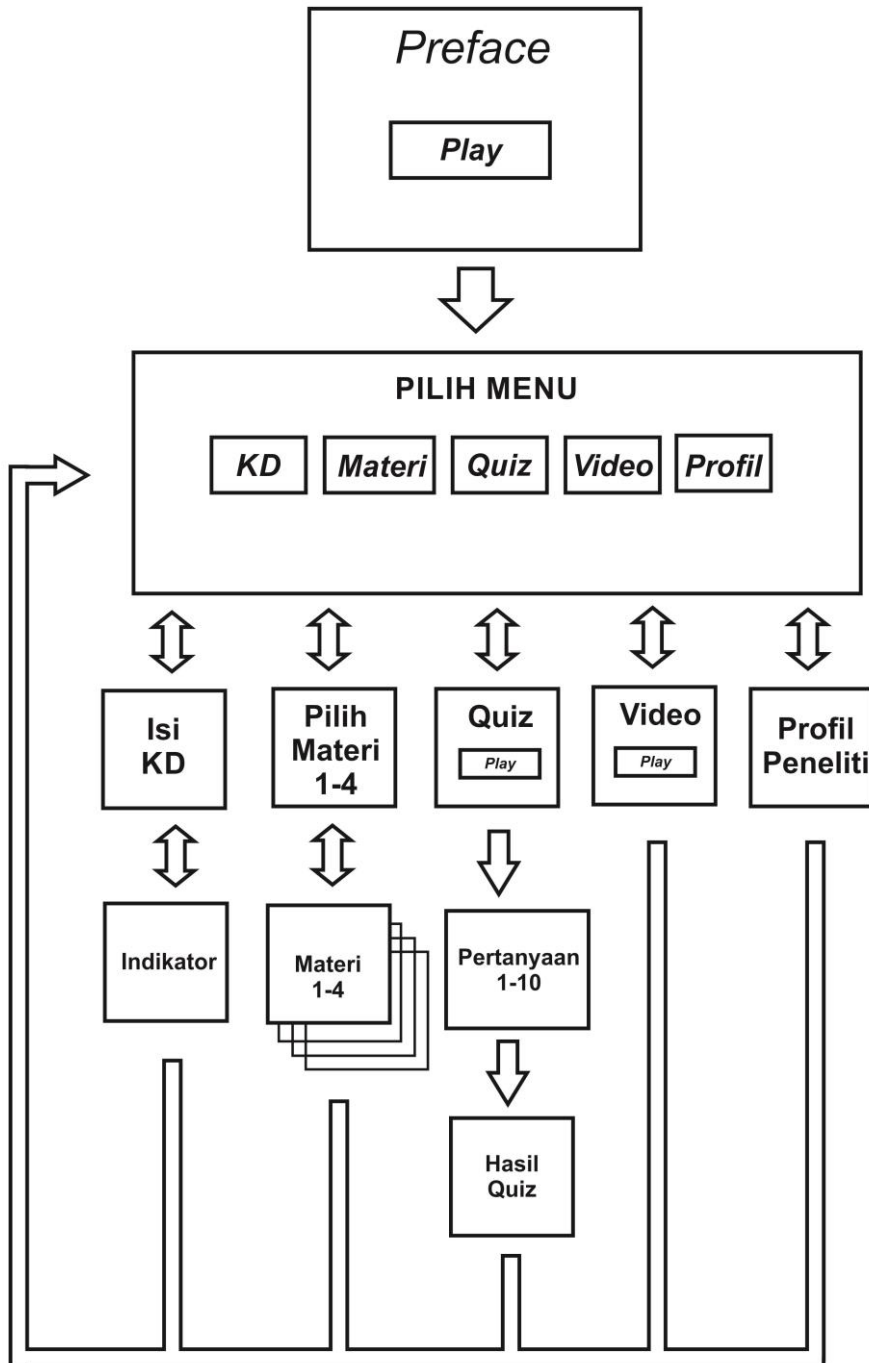 Preface
Play
PILIH MENU
KD Materi Quiz Video Profil
Isi
KD
Pilih
Materi
1-4
Quiz
Play
Video
Play
Profil
Peneliti
Indikator
Materi
1-4
Pertanyaan
1-10
Hasil
Quiz